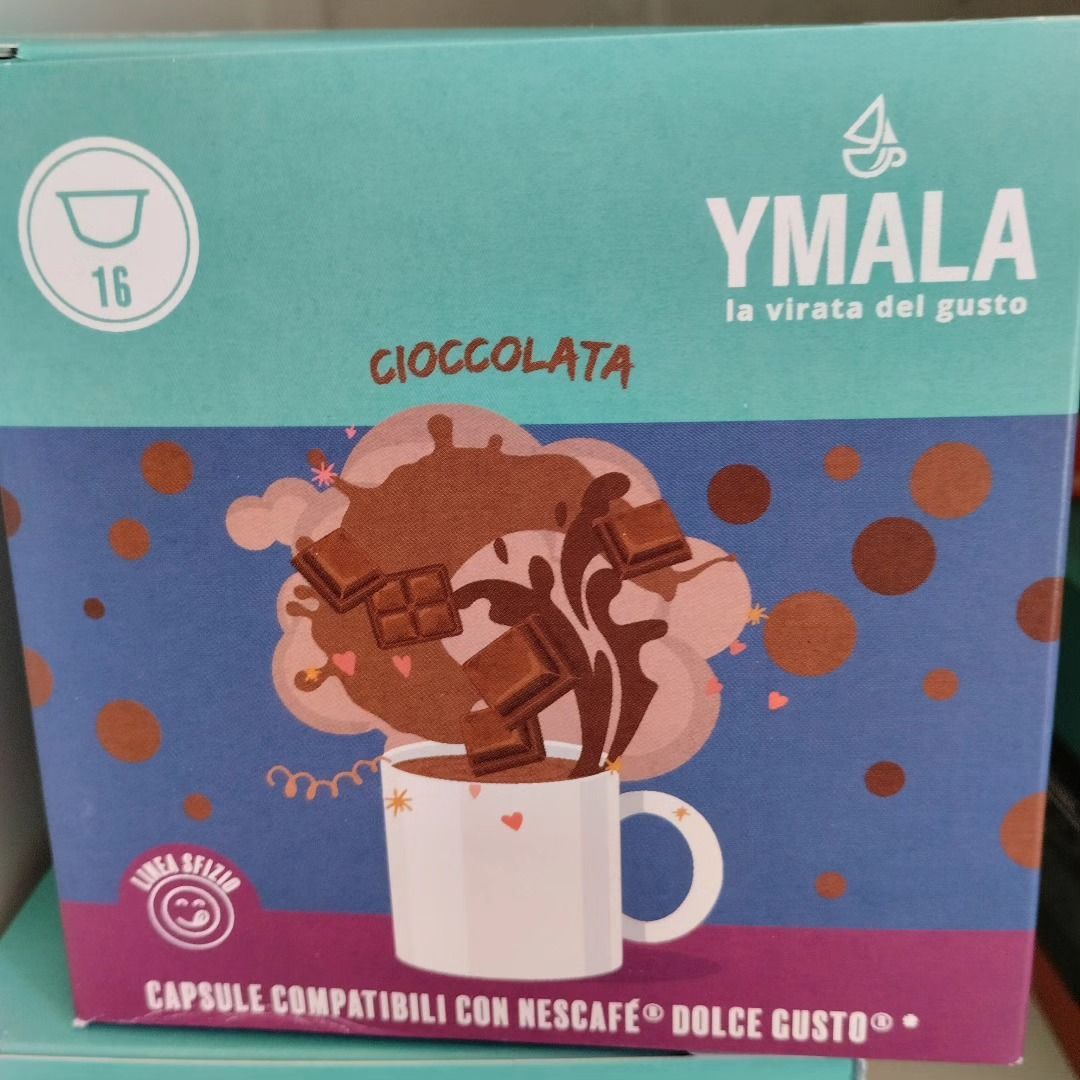 16
YMALA
la virata del gusto
CIOCCOLATA
LINEA SFIZIO
CAPSULE COMPATIBILI CON NESCAFÉ® DOLCE GUSTO® *